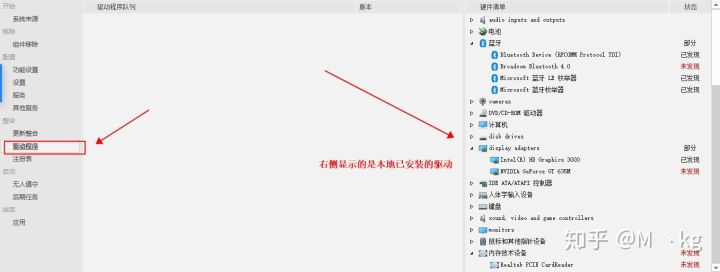 开始
系统来源
移除
组件移除
配置
功能设置
设置
服务
其他服务
整合
更新整合
驱动程序
注册表
自动
无人值守
后期任务
结束
应用
驱动程序队列 版本
右侧显示的是本地已安装的驱动
硬件清单 状态
audio inputs and outputs
电池
蓝牙 部分
Bluetooth Device (RFCOMM Protocol TDI) 已发现
Broadcom Bluetooth 4.0 未发现
Microsoft 蓝牙 LE 枚举器 已发现
Microsoft 蓝牙枚举器 已发现
cameras
DVD/CD-ROM 驱动器
计算机
disk drives
display adapters 部分
Intel(R) HD Graphics 3000 已发现
NVIDIA GeForce GT 635M 未发现
IDE ATA/ATAPI 控制器
人体学输入设备
键盘
sound, video and game controllers
monitors
鼠标和其他指针设备
内存技术设备 未发现
Realtek PCIE CardReader 未发现
知乎 @M丶kg